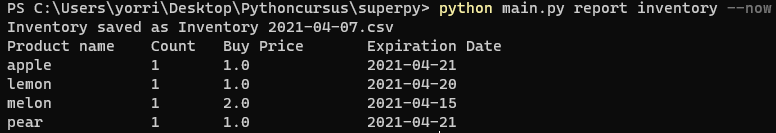 PS C:\Users\yorri\Desktop\Pythoncursus\superpy> python main.py report inventory --now
Inventory saved as Inventory 2021-04-07.csv
Product name    Count    Buy Price       Expiration Date
apple           1        1.0             2021-04-21
lemon           1        1.0             2021-04-20
melon           1        2.0             2021-04-15
pear            1        1.0             2021-04-21